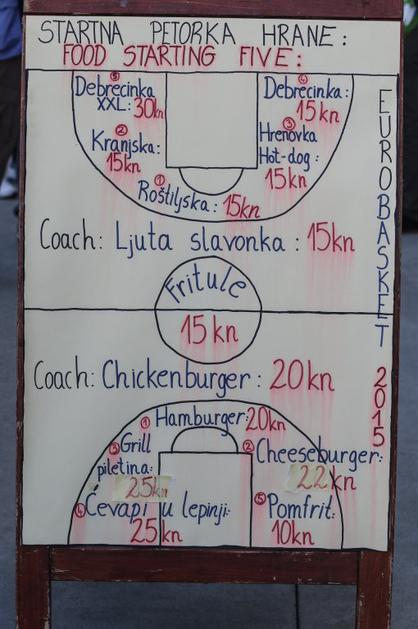 STARTNA PETORKA HRANE:
FOOD STARTING FIVE:
⑤
Debrecinka
XXL: 30kn
④
Debrecinka:
15kn
②
Kranjska:
15kn
③
Hrenovka
Hot-dog:
15kn
①
Roštiljska: 15kn
Coach: Ljuta slavonka: 15kn
Fritule
15 kn
EUROBASKET
2015
Coach: Chickenburger: 20kn
① Hamburger: 20kn
③ Grill
piletina:
25kn
② Cheeseburger:
22kn
④ Ćevapi u lepinji:
25kn
⑤ Pomfrit:
10kn